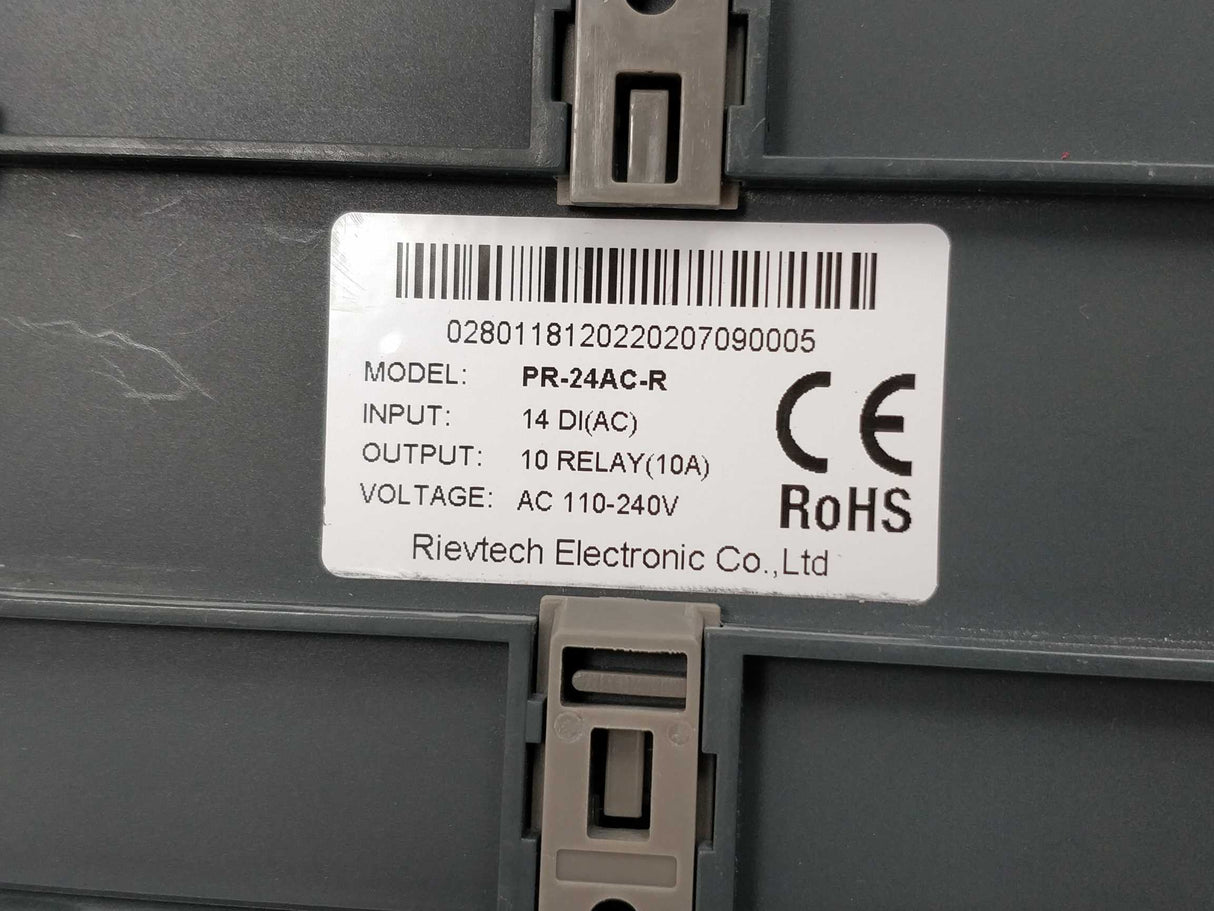 0280118120220207090005
MODEL: PR-24AC-R
INPUT: 14 DI(AC)
OUTPUT: 10 RELAY(10A)
VOLTAGE: AC 110-240V
CE
RoHS
Rievtech Electronic Co.,Ltd